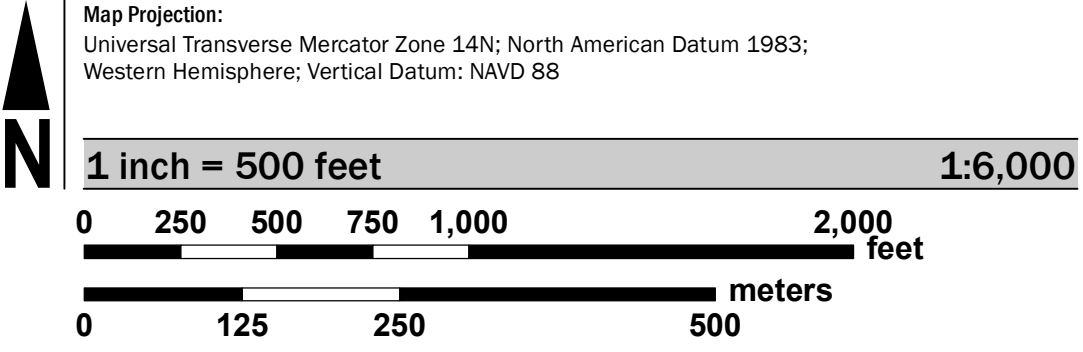 Map Projection:
Universal Transverse Mercator Zone 14N; North American Datum 1983;
Western Hemisphere; Vertical Datum: NAVD 88
N
1 inch = 500 feet 1:6,000
0 250 500 750 1,000 2,000
feet
meters
0 125 250 500